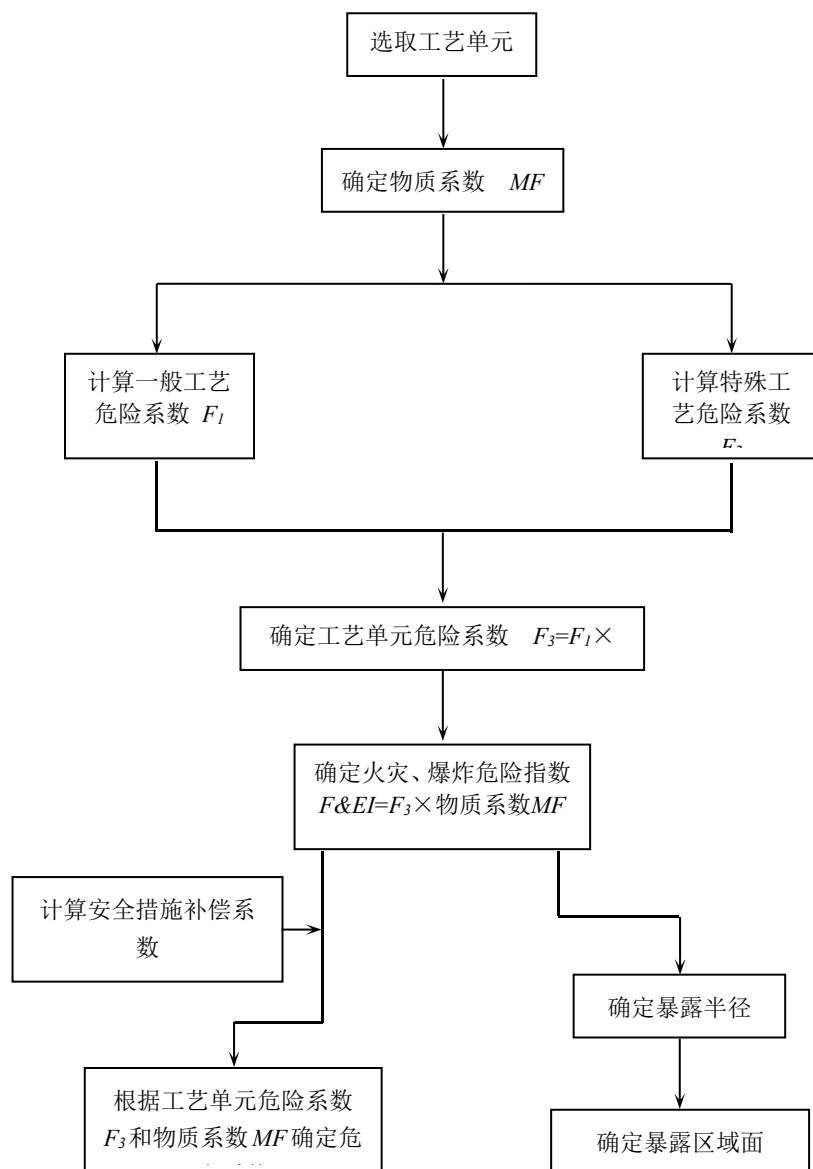 选取工艺单元
确定物质系数 MF
计算一般工艺
危险系数 F1
计算特殊工
艺危险系数
确定工艺单元危险系数 F3=F1×
确定火灾、爆炸危险指数
F&EI=F3×物质系数MF
计算安全措施补偿系
数
确定暴露半径
根据工艺单元危险系数
F3和物质系数MF确定危
确定暴露区域面